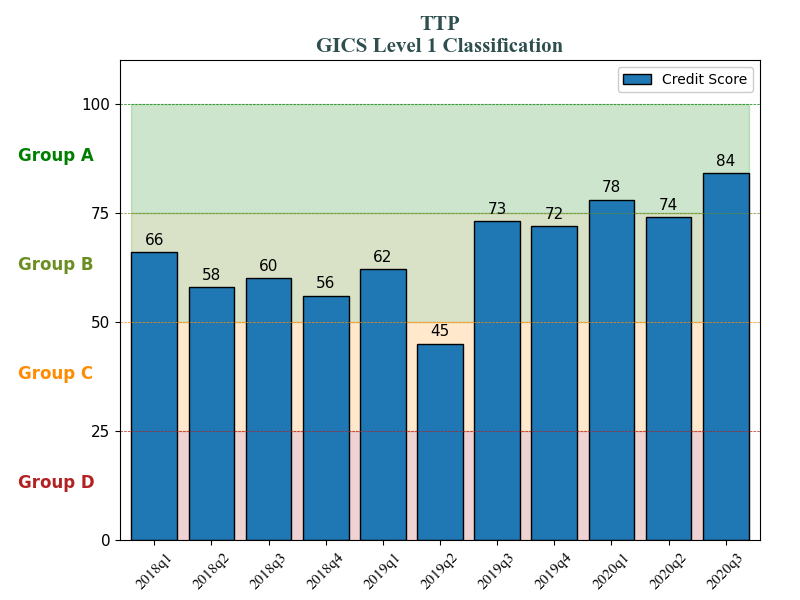 TTP
GICS Level 1 Classification
Credit Score
100
Group A
84
78
75
73
72
74
66
Group B
62
60
58
56
50
45
Group C
25
Group D
0
2018q1 2018q2 2018q3 2018q4 2019q1 2019q2 2019q3 2019q4 2020q1 2020q2 2020q3